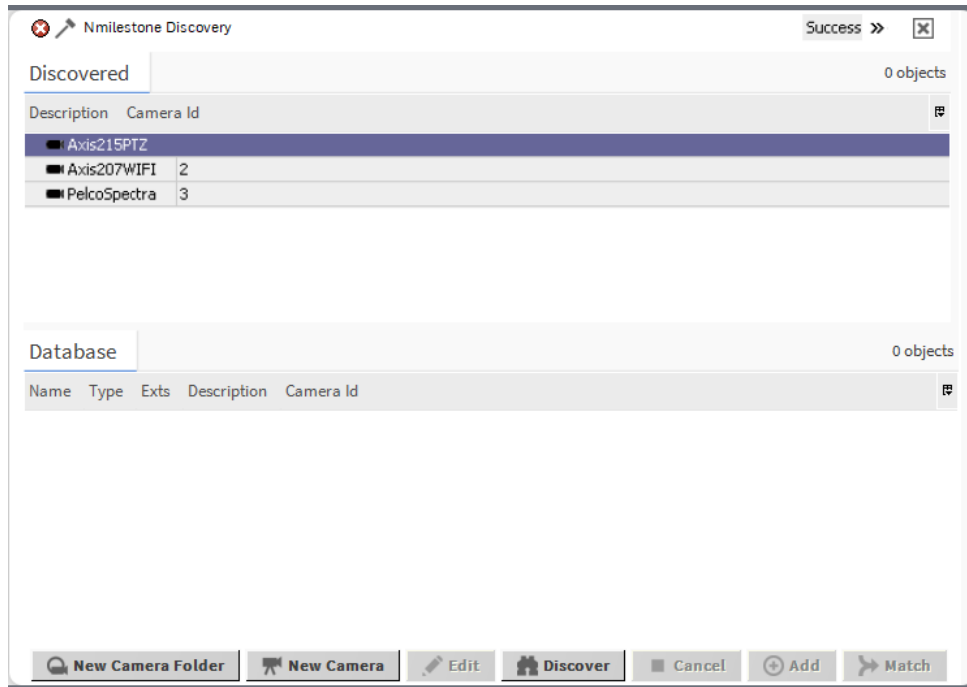 Nmilestone Discovery Success »
Discovered 0 objects
Description Camera Id
Axis215PTZ
Axis207WIFI 2
PelcoSpectra 3
Database 0 objects
Name Type Exts Description Camera Id
New Camera Folder New Camera Edit Discover Cancel Add Match